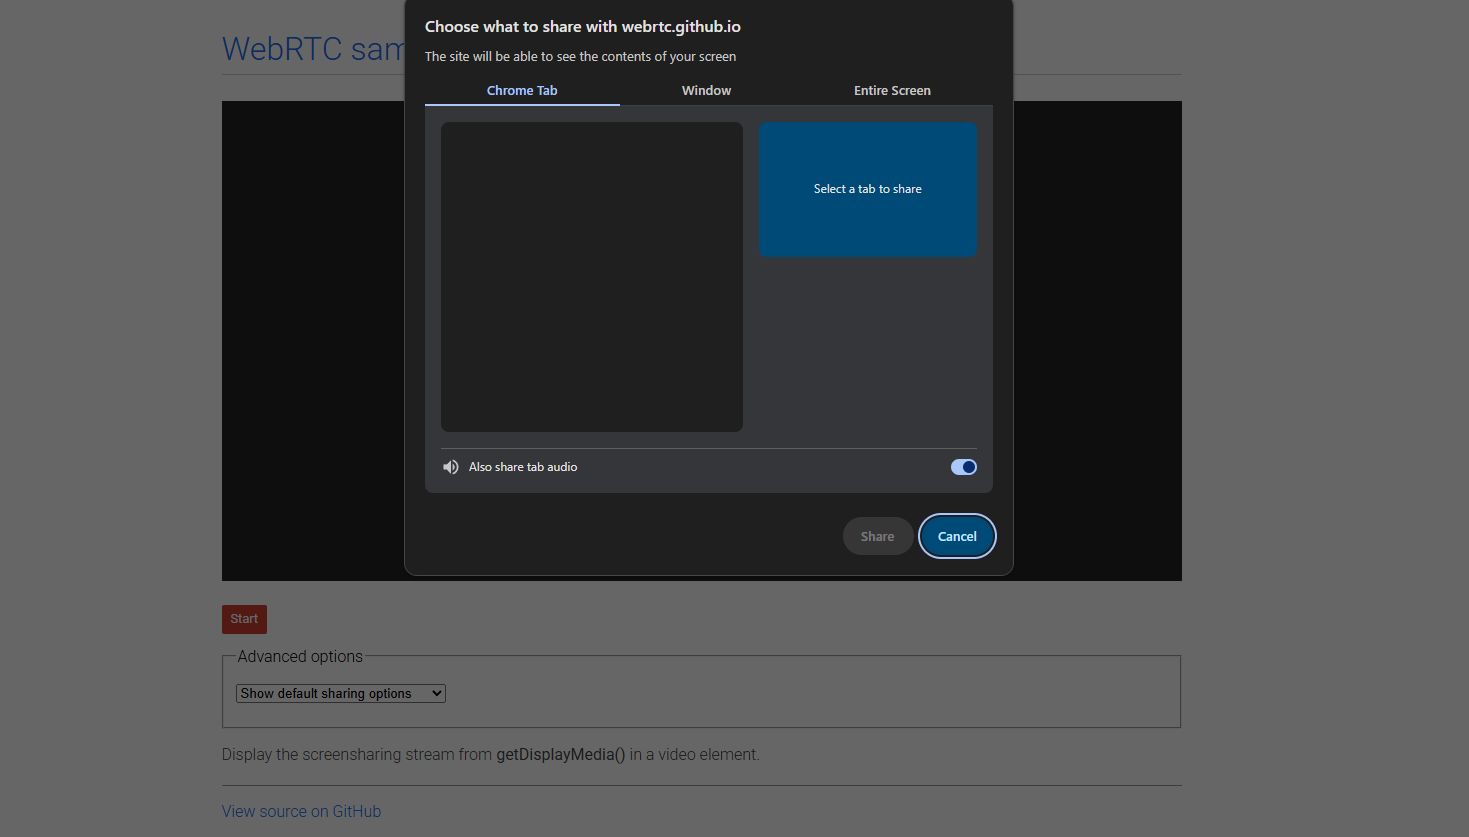 WebRTC sam
Choose what to share with webrtc.github.io
The site will be able to see the contents of your screen
Chrome Tab
Window
Entire Screen
Select a tab to share
Also share tab audio
Share
Cancel
Start
Advanced options
Show default sharing options
Display the screensharing stream from getDisplayMedia() in a video element.
View source on GitHub